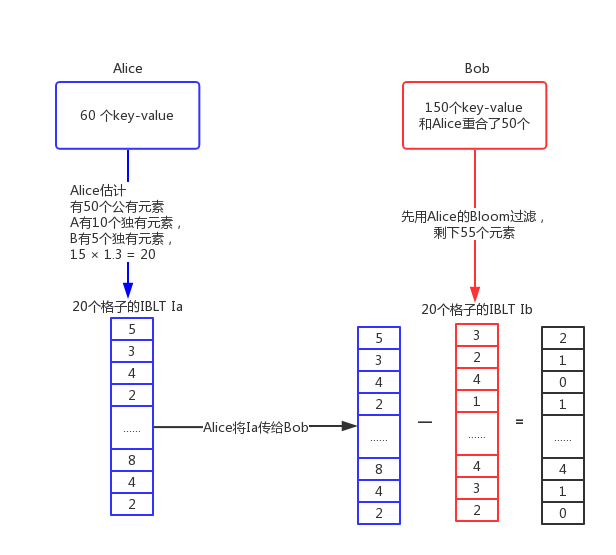 Alice
Bob
60 个key-value
150个key-value
和Alice重合了50个
Alice估计
有50个公有元素
A有10个独有元素，
B有5个独有元素，
15 × 1.3 = 20
先用Alice的Bloom过滤，
剩下55个元素
20个格子的IBLT Ia
20个格子的IBLT Ib
5
3
4
2
......
8
4
2
Alice将Ia传给Bob
5
3
4
2
......
8
4
2
—
3
2
4
1
......
4
3
2
=
2
1
0
1
......
4
1
0